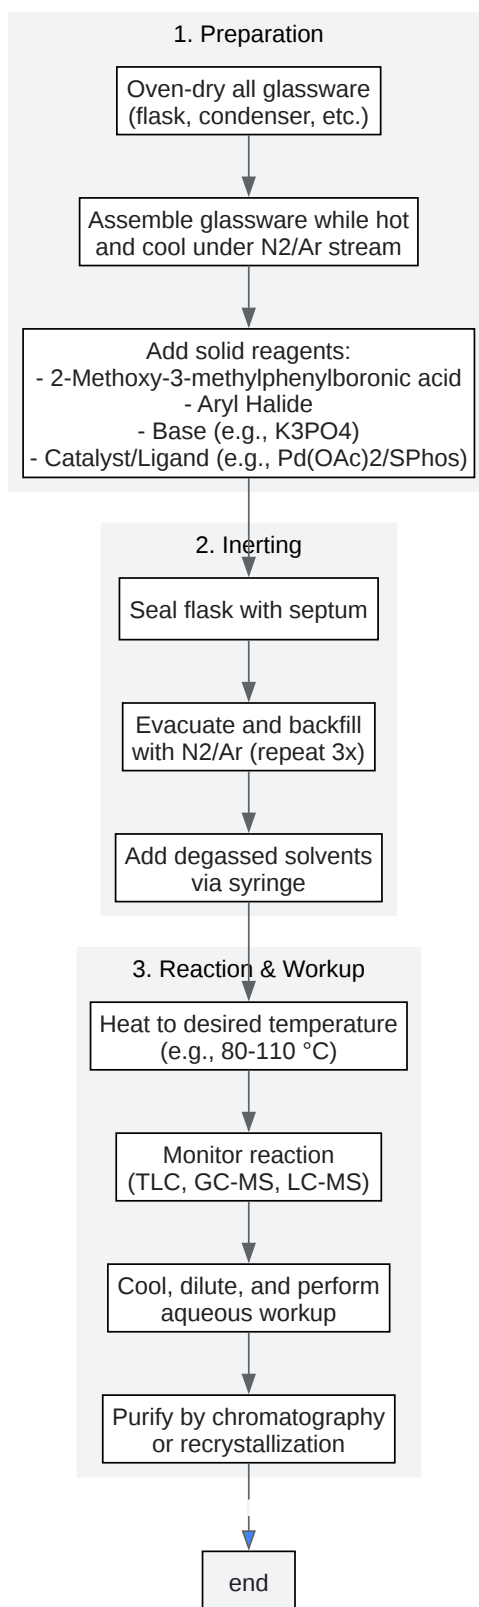 1. Preparation
Oven-dry all glassware
(flask, condenser, etc.)
Assemble glassware while hot
and cool under N2/Ar stream
Add solid reagents:
- 2-Methoxy-3-methylphenylboronic acid
- Aryl Halide
- Base (e.g., K3PO4)
- Catalyst/Ligand (e.g., Pd(OAc)2/SPhos)
2. Inerting
Seal flask with septum
Evacuate and backfill
with N2/Ar (repeat 3x)
Add degassed solvents
via syringe
3. Reaction & Workup
Heat to desired temperature
(e.g., 80-110 °C)
Monitor reaction
(TLC, GC-MS, LC-MS)
Cool, dilute, and perform
aqueous workup
Purify by chromatography
or recrystallization
end